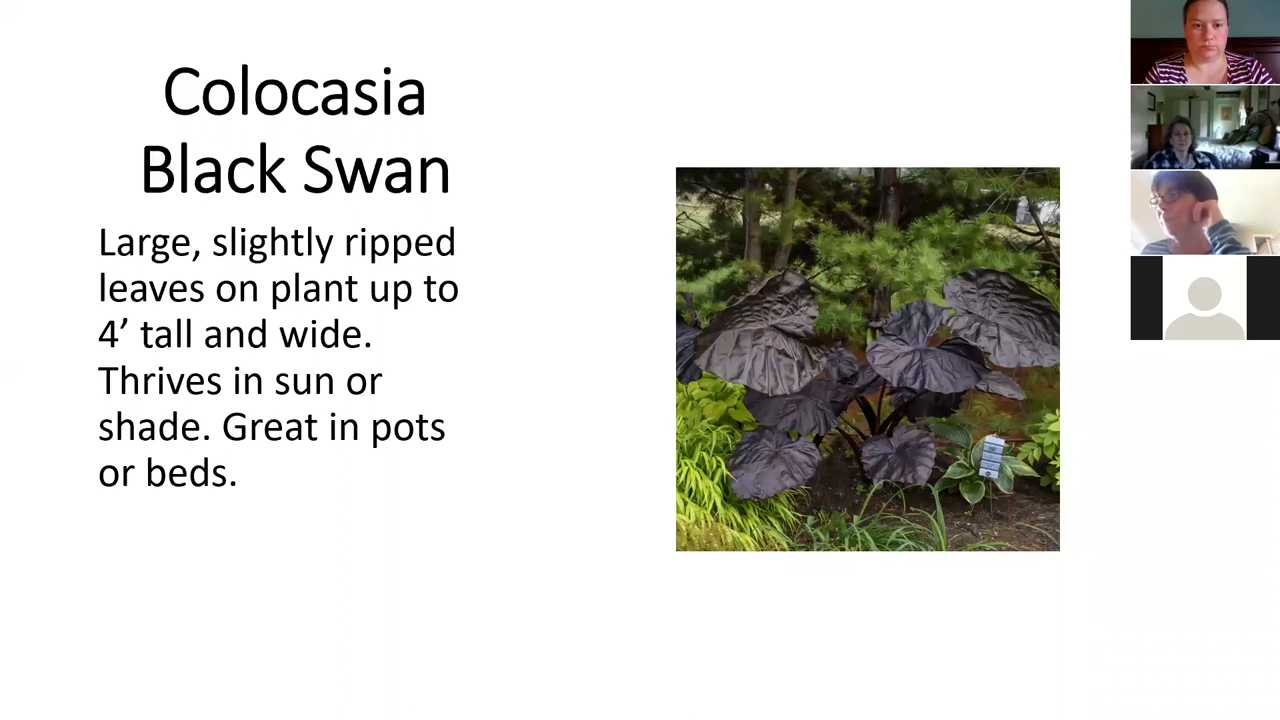 Colocasia
Black Swan
Large, slightly ripped
leaves on plant up to
4’ tall and wide.
Thrives in sun or
shade. Great in pots
or beds.